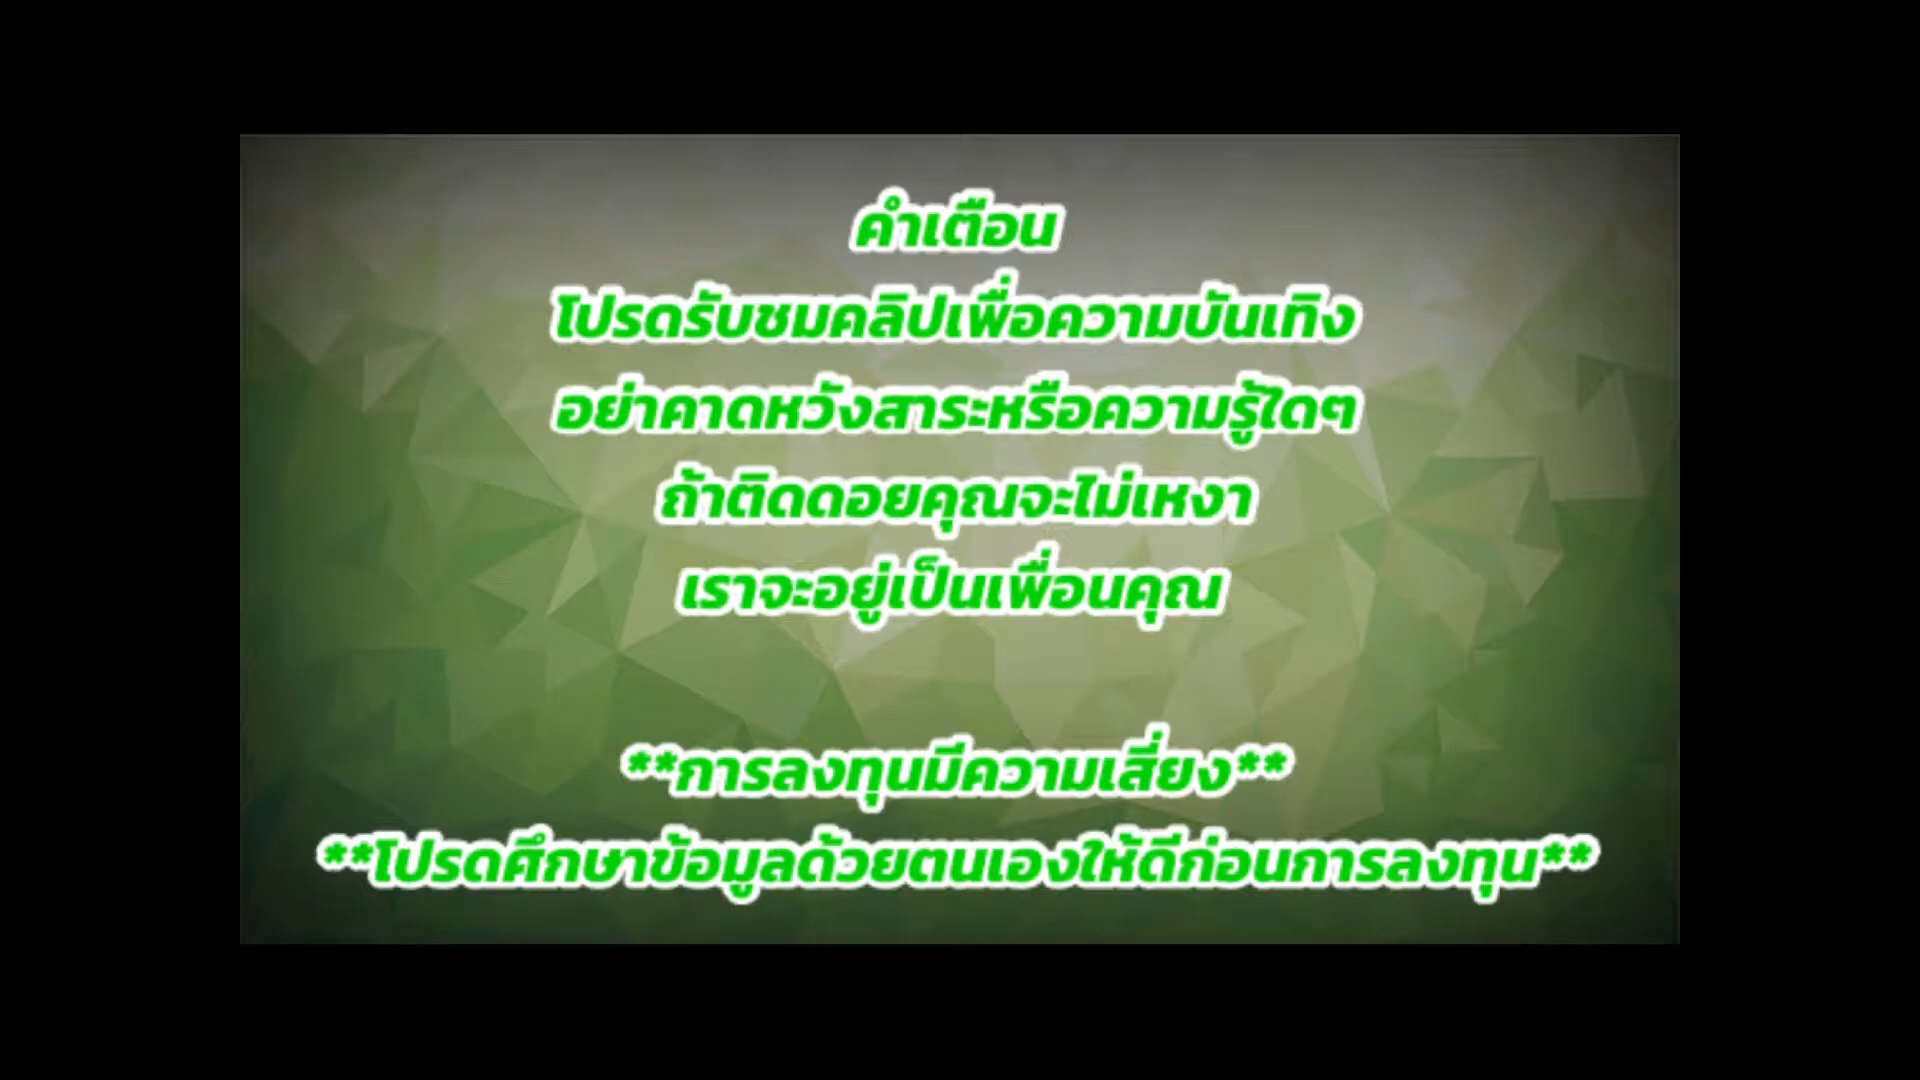 คำเตือน
โปรดรับชมคลิปเพื่อความบันเทิง
อย่าคาดหวังสาระหรือความรู้ใดๆ
ถ้าติดดอยคุณจะไม่เหงา
เราจะอยู่เป็นเพื่อนคุณ
**การลงทุนมีความเสี่ยง**
**โปรดศึกษาข้อมูลด้วยตนเองให้ดีก่อนการลงทุน**